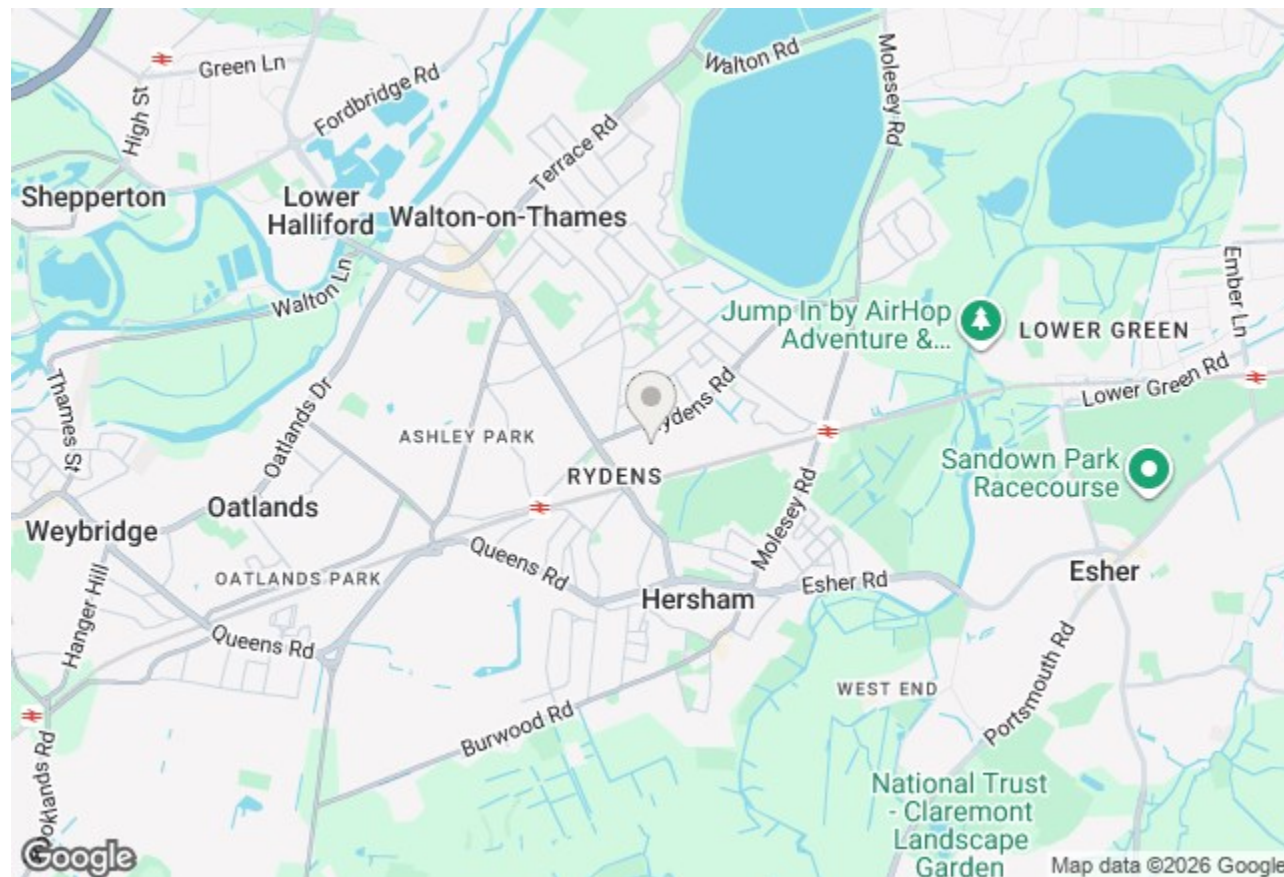 Green Ln
Fordbridge Rd
High St
Walton Rd
Molesey Rd
Terrace Rd
Shepperton
Lower
Halliford
Walton-on-Thames
Walton Ln
Ember Ln
Jump In by AirHop
Adventure &...
LOWER GREEN
Lower Green Rd
Thames St
Oatlands Dr
ASHLEY PARK
Rydens Rd
RYDENS
Sandown Park
Racecourse
Oatlands
Weybridge
Molesey Rd
Queens Rd
OATLANDS PARK
Hersham
Esher Rd
Esher
Hanger Hill
Queens Rd
WEST END
Portsmouth Rd
Burwood Rd
Brooklands Rd
National Trust
- Claremont
Landscape
Garden
Google
Map data ©2026 Google